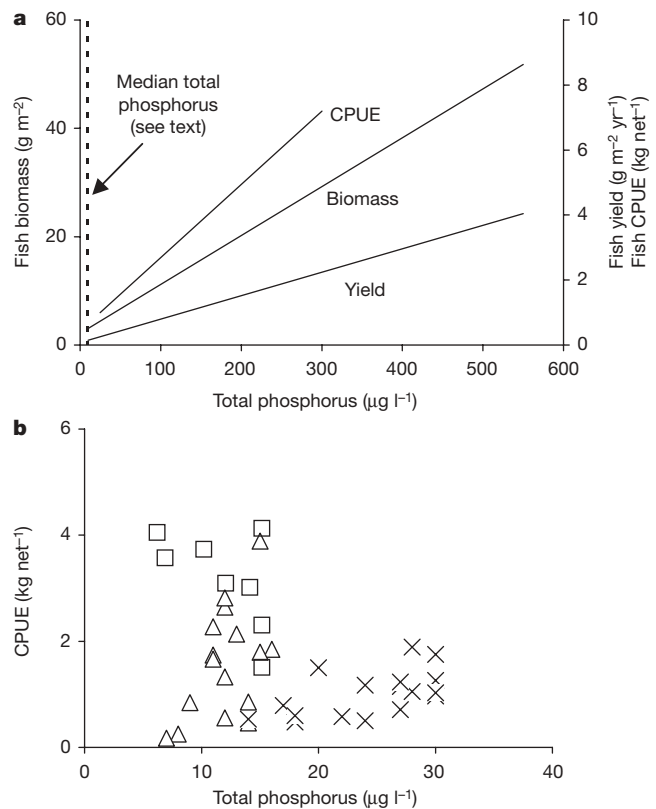 a
60
40
20
0
Fish biomass (g m⁻²)
Median total
phosphorus
(see text)
CPUE
Biomass
Yield
10
8
6
4
2
0
Fish yield (g m⁻² yr⁻¹)
Fish CPUE (kg net⁻¹)
0 100 200 300 400 500 600
Total phosphorus (μg l⁻¹)
b
6
4
2
0
CPUE (kg net⁻¹)
0 10 20 30 40
Total phosphorus (μg l⁻¹)